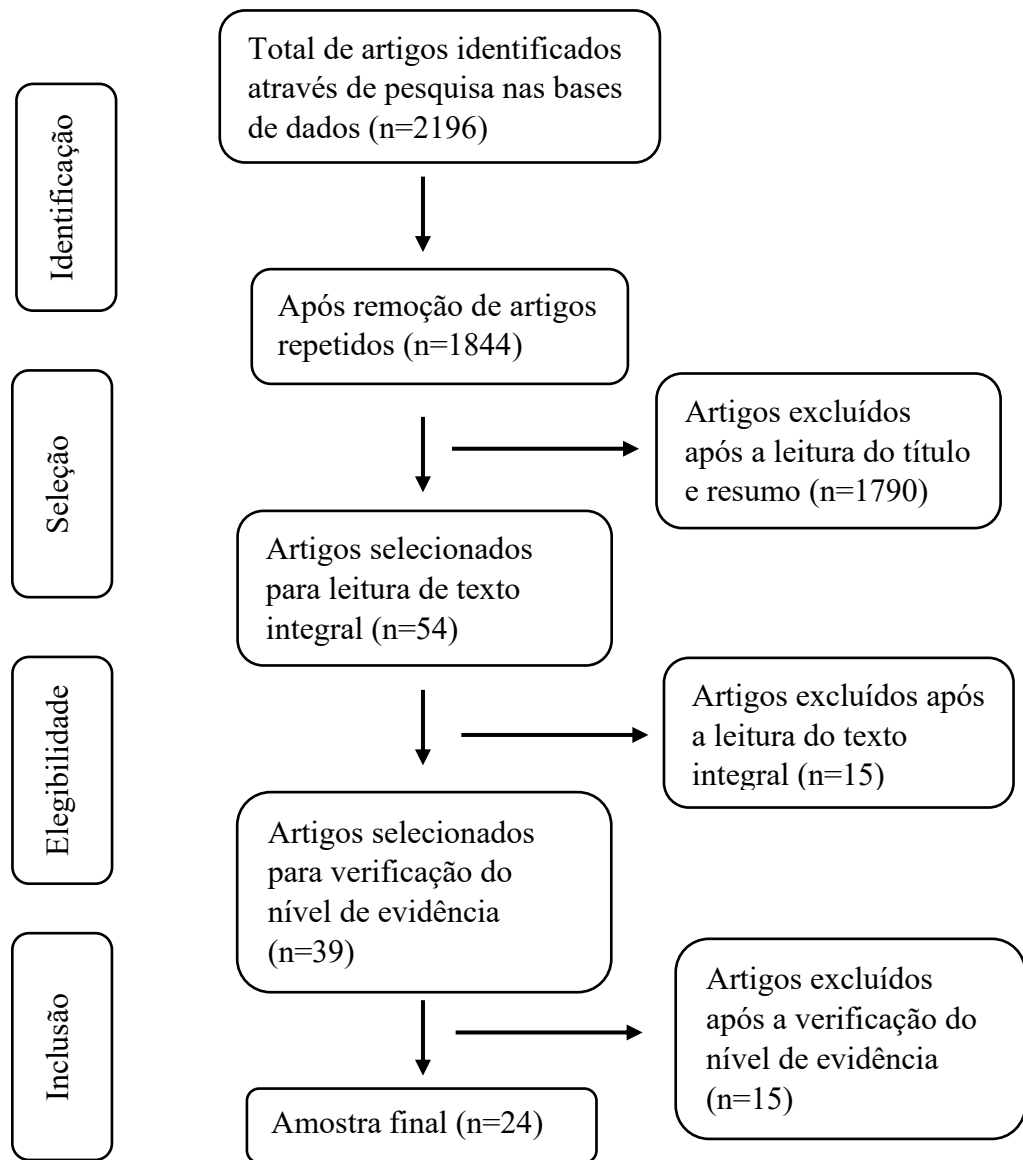 Identificação
Total de artigos identificados
através de pesquisa nas bases
de dados (n=2196)
Após remoção de artigos
repetidos (n=1844)
Seleção
Artigos excluídos
após a leitura do título
e resumo (n=1790)
Artigos selecionados
para leitura de texto
integral (n=54)
Elegibilidade
Artigos excluídos após
a leitura do texto
integral (n=15)
Artigos selecionados
para verificação do
nível de evidência
(n=39)
Inclusão
Artigos excluídos
após a verificação do
nível de evidência
(n=15)
Amostra final (n=24)